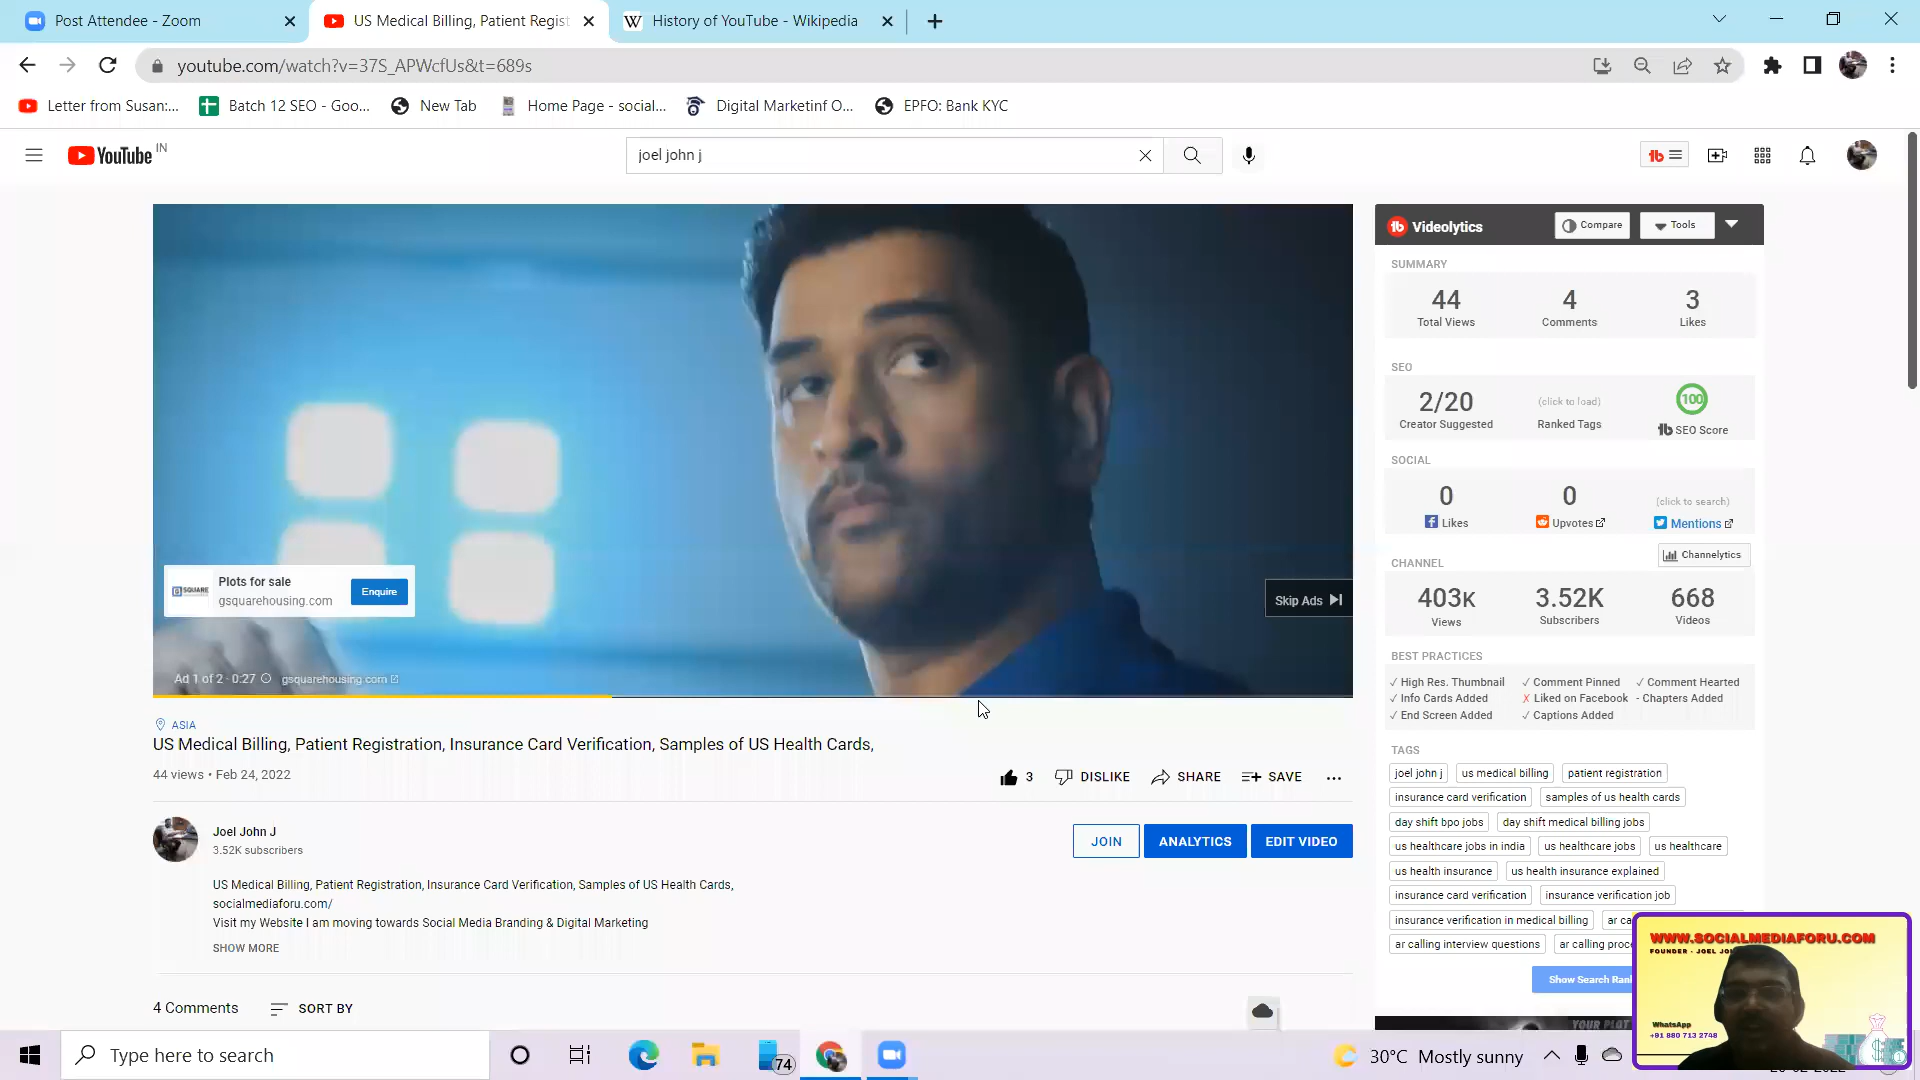 Post Attendee - Zoom
US Medical Billing, Patient Regist
History of YouTube - Wikipedia
youtube.com/watch?v=37S_APWcfUs&t=689s
Letter from Susan:...
Batch 12 SEO - Goo...
New Tab
Home Page - social...
Digital Marketinf O...
EPFO: Bank KYC
YouTube IN
joel john j
Plots for sale
gsquarehousing.com
Enquire
Skip Ads
Ad 1 of 2 · 0:27
gsquarehousing.com
ASIA
US Medical Billing, Patient Registration, Insurance Card Verification, Samples of US Health Cards,
44 views • Feb 24, 2022
3
DISLIKE
SHARE
SAVE
Joel John J
3.52K subscribers
JOIN
ANALYTICS
EDIT VIDEO
US Medical Billing, Patient Registration, Insurance Card Verification, Samples of US Health Cards,
socialmediaforu.com/
Visit my Website I am moving towards Social Media Branding & Digital Marketing
SHOW MORE
4 Comments
SORT BY
Videolytics
Compare
Tools
SUMMARY
44 4 3
Total Views Comments Likes
SEO
2/20 (click to load) 100
Creator Suggested Ranked Tags SEO Score
SOCIAL
0 0 (click to search)
Likes Upvotes Mentions
CHANNEL
Channelytics
403K 3.52K 668
Views Subscribers Videos
BEST PRACTICES
✓ High Res. Thumbnail ✓ Comment Pinned ✓ Comment Hearted
✓ Info Cards Added ✗ Liked on Facebook - Chapters Added
✓ End Screen Added ✓ Captions Added
TAGS
joel john j us medical billing patient registration
insurance card verification samples of us health cards
day shift bpo jobs day shift medical billing jobs
us healthcare jobs in india us healthcare jobs us healthcare
us health insurance us health insurance explained
insurance card verification insurance verification job
insurance verification in medical billing ar ca
ar calling interview questions ar calling proc
Show Search Ran
YOUR PLOT
WWW.SOCIALMEDIAFORU.COM
FOUNDER - JOEL JO
WhatsApp
+91 880 713 2748
Type here to search
74
30°C Mostly sunny